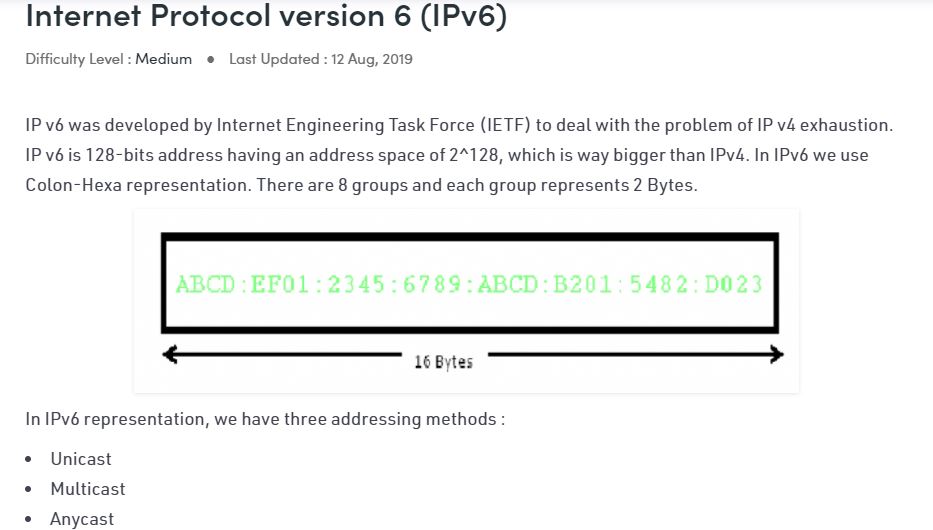 Internet Protocol version 6 (IPv6)
Difficulty Level : Medium ● Last Updated : 12 Aug, 2019
IP v6 was developed by Internet Engineering Task Force (IETF) to deal with the problem of IP v4 exhaustion.
IP v6 is 128-bits address having an address space of 2^128, which is way bigger than IPv4. In IPv6 we use
Colon-Hexa representation. There are 8 groups and each group represents 2 Bytes.
ABCD:EF01:2345:6789:ABCD:B201:5482:D023
16 Bytes
In IPv6 representation, we have three addressing methods :
• Unicast
• Multicast
• Anycast